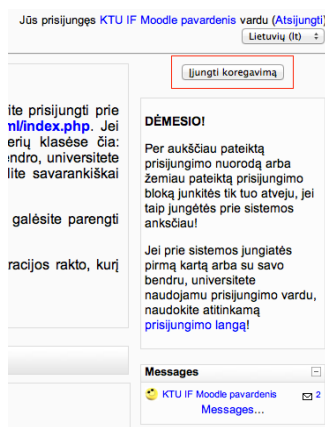 Jūs prisijungęs KTU IF Moodle pavardenis vardu (Atsijungti)
Lietuvių (lt)
Įjungti koregavimą
ite prisijungti prie
ml/index.php. Jei
erių klasėse čia:
endro, universitete
lite savarankiškai
galėsite parengti
racijos rakto, kurį
DĖMESIO!
Per aukščiau pateiktą
prisijungimo nuorodą arba
žemiau pateiktą prisijungimo
bloką junkitės tik tuo atveju, jei
taip jungėtės prie sistemos
anksčiau!
Jei prie sistemos jungiatės
pirmą kartą arba su savo
bendru, universitete
naudojamu prisijungimo vardu,
naudokite atitinkamą
prisijungimo langą!
Messages
KTU IF Moodle pavardenis 2
Messages...